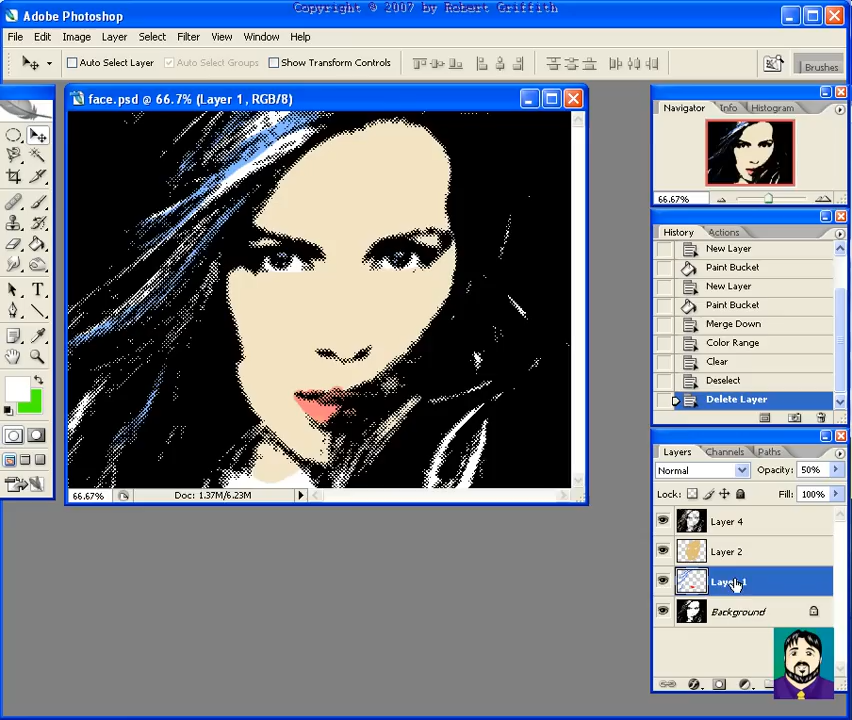 Copyright © 2007 by Robert Griffith
Adobe Photoshop
File Edit Image Layer Select Filter View Window Help
Auto Select Layer Auto Select Groups Show Transform Controls Brushes
face.psd @ 66.7% (Layer 1, RGB/8)
66.67% Doc: 1.37M/6.23M
Navigator Info Histogram
66.67%
History Actions
New Layer
Paint Bucket
New Layer
Paint Bucket
Merge Down
Color Range
Clear
Deselect
Delete Layer
Layers Channels Paths
Normal Opacity: 50%
Lock: Fill: 100%
Layer 4
Layer 2
Layer 1
Background